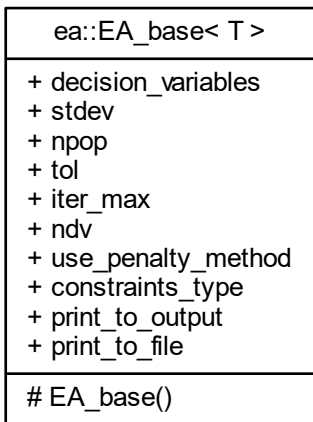 ea::EA_base< T >
+ decision_variables
+ stdev
+ npop
+ tol
+ iter_max
+ ndv
+ use_penalty_method
+ constraints_type
+ print_to_output
+ print_to_file
# EA_base()